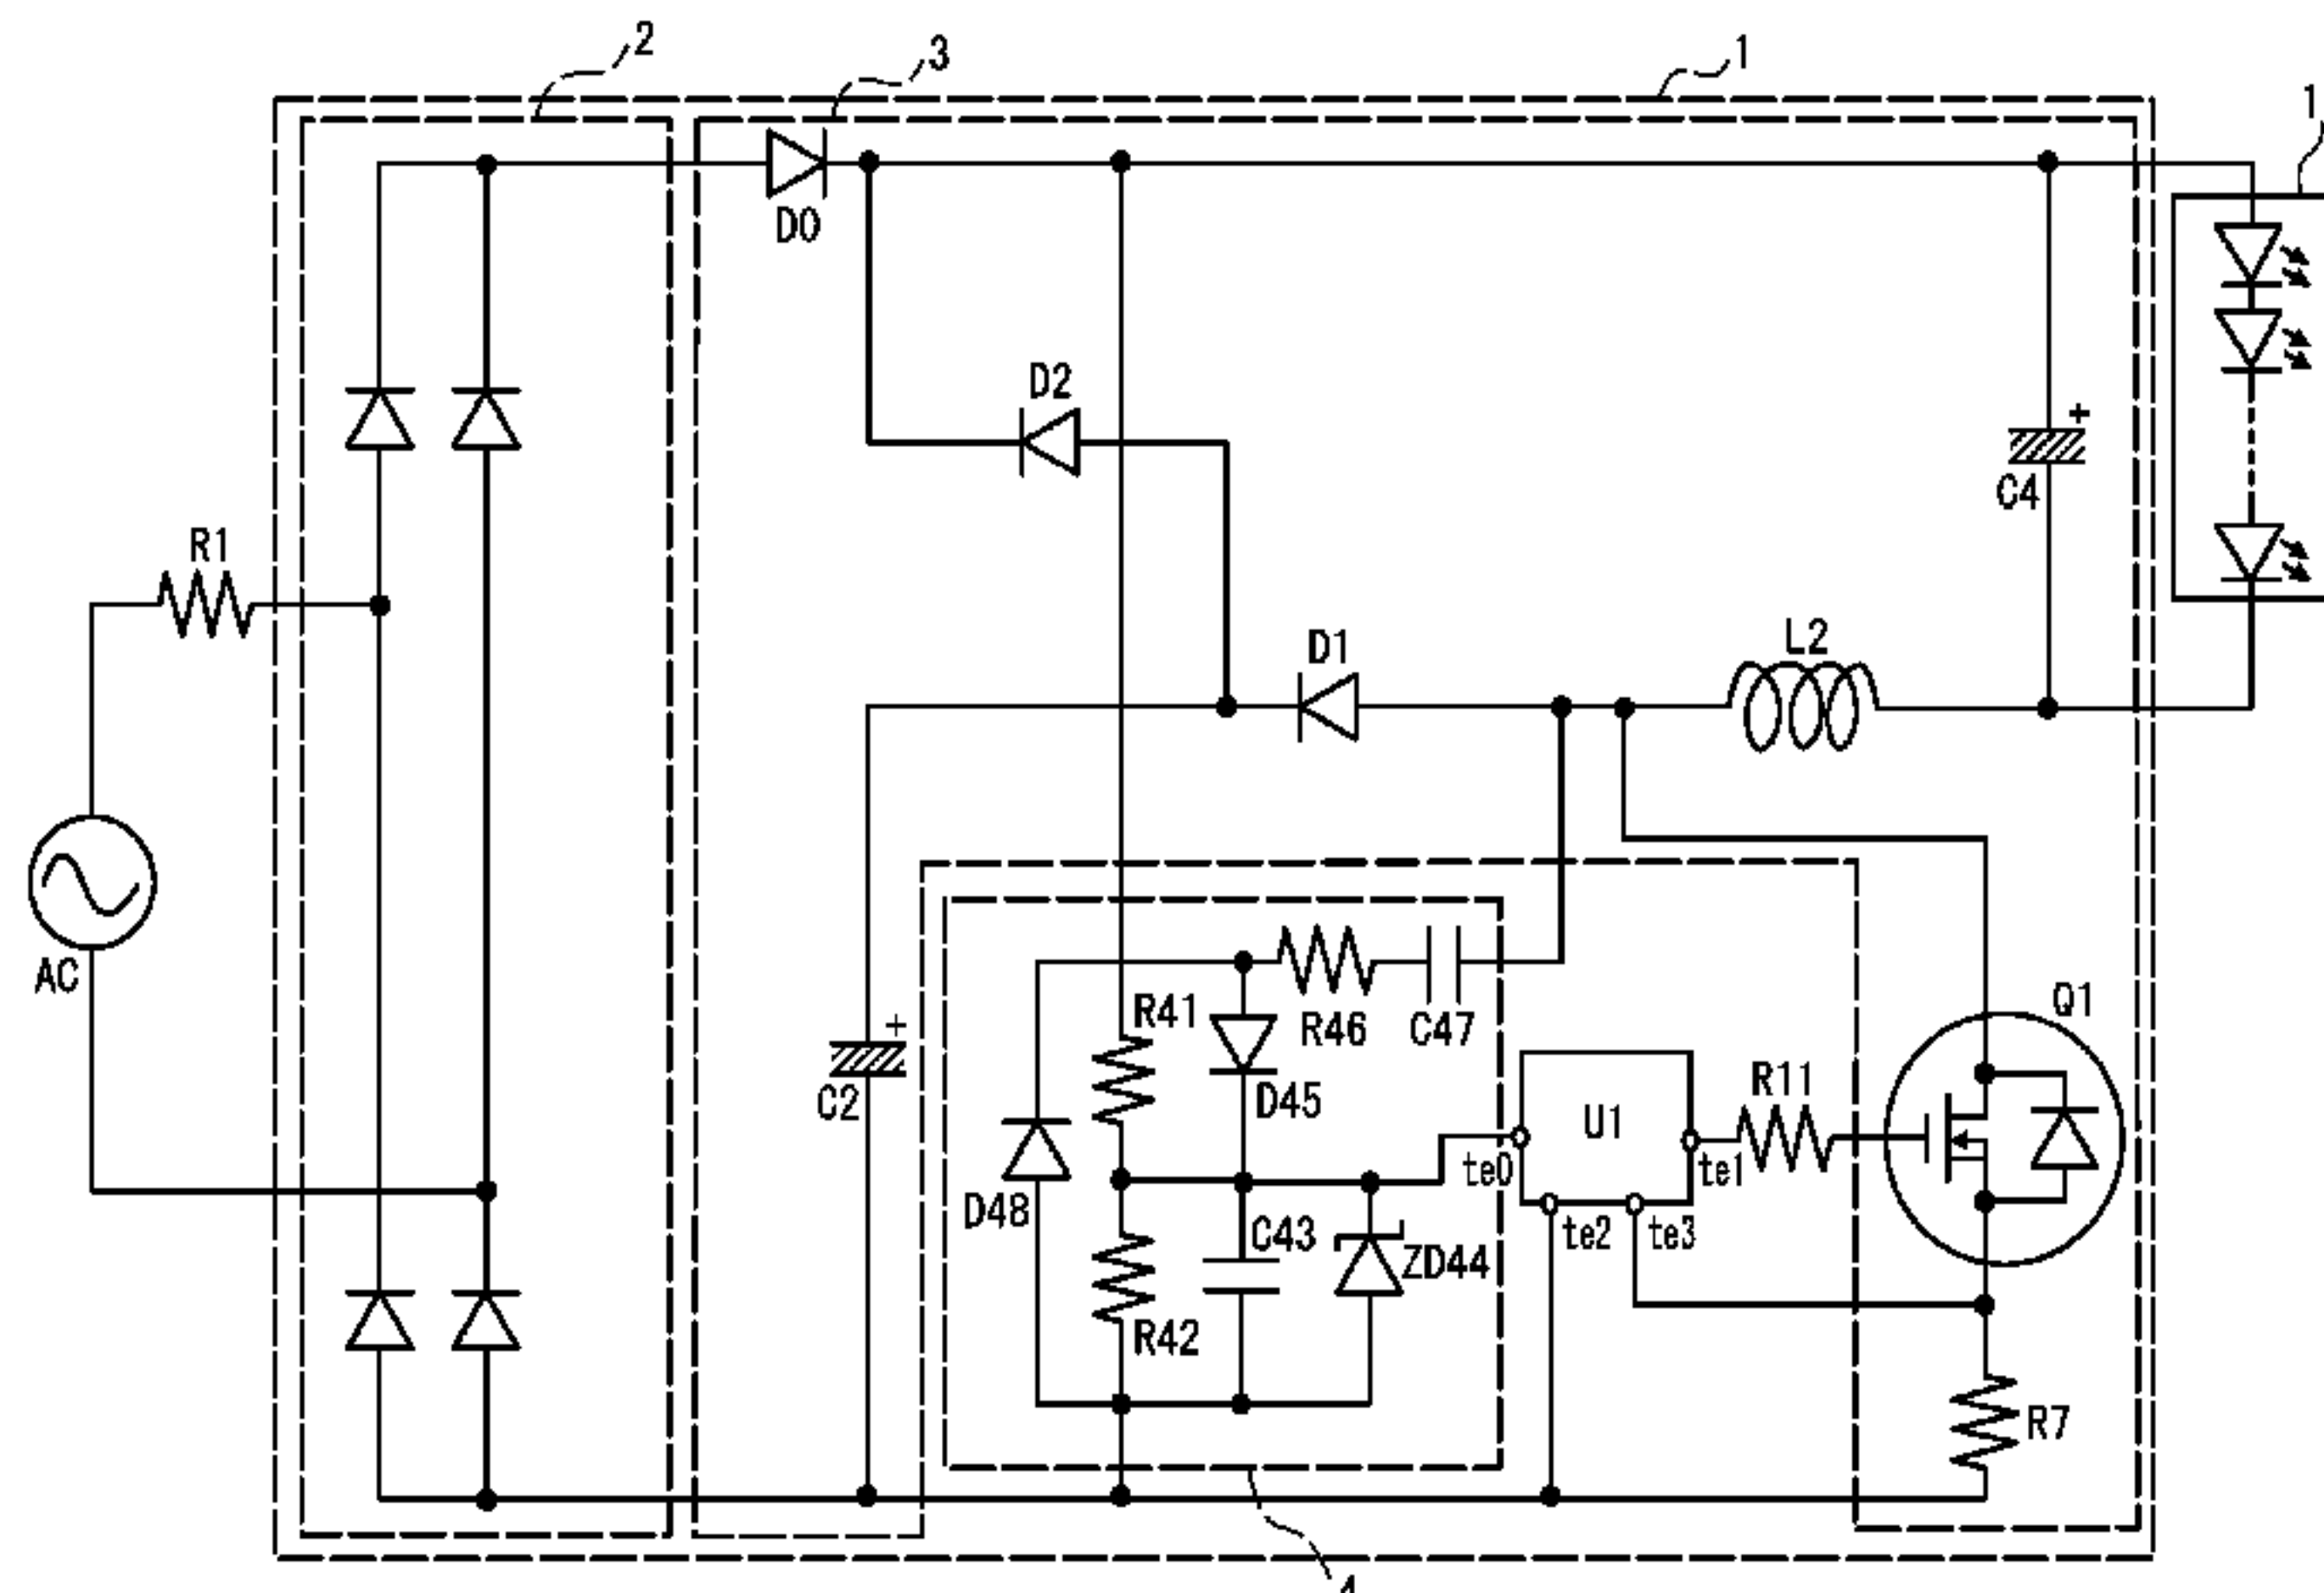 2
3
1
1
D0
D2
+
C4
R1
D1
L2
AC
+
C2
R41
R46
C47
D45
D48
C43
ZD44
R42
U1
te0
te1
te2
te3
R11
Q1
R7
4